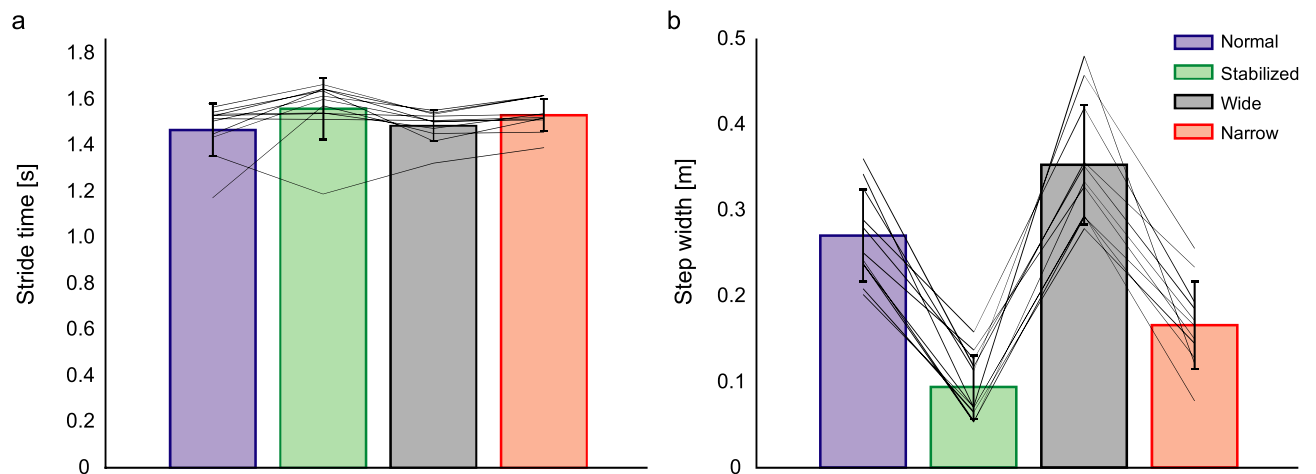 a
Stride time [s]
1.8
1.6
1.4
1.2
1.0
0.8
0.6
0.4
0.2
0
b
Step width [m]
0.5
0.4
0.3
0.2
0.1
0
Normal
Stabilized
Wide
Narrow